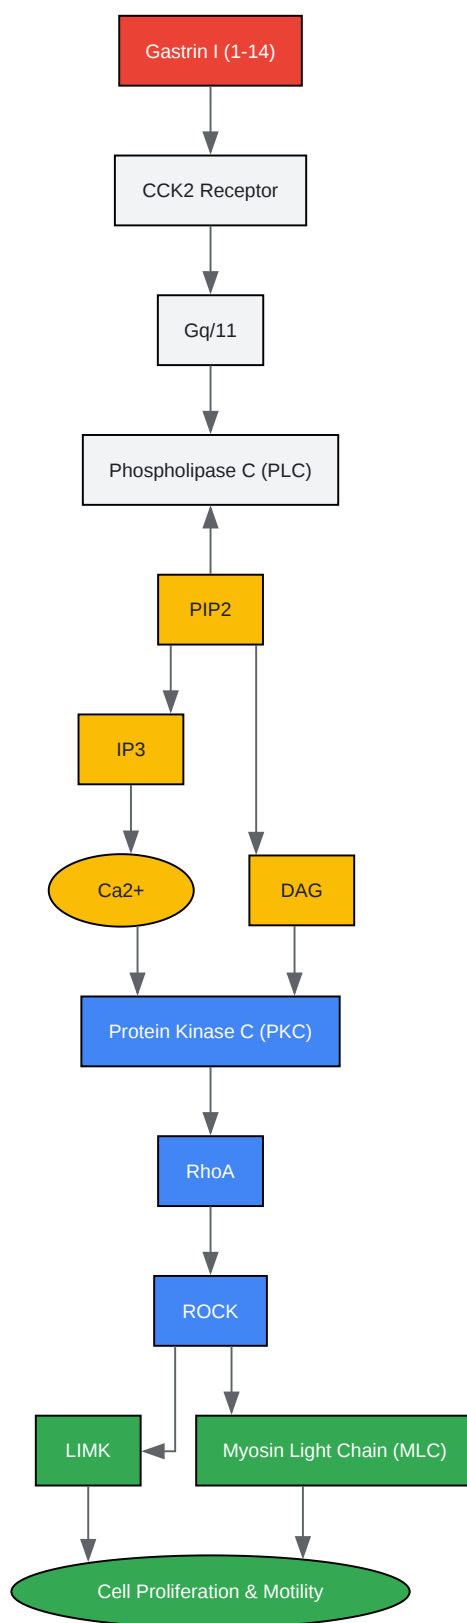 Gastrin I (1-14)
CCK2 Receptor
Gq/11
Phospholipase C (PLC)
PIP2
IP3
Ca2+
DAG
Protein Kinase C (PKC)
RhoA
ROCK
LIMK
Myosin Light Chain (MLC)
Cell Proliferation & Motility